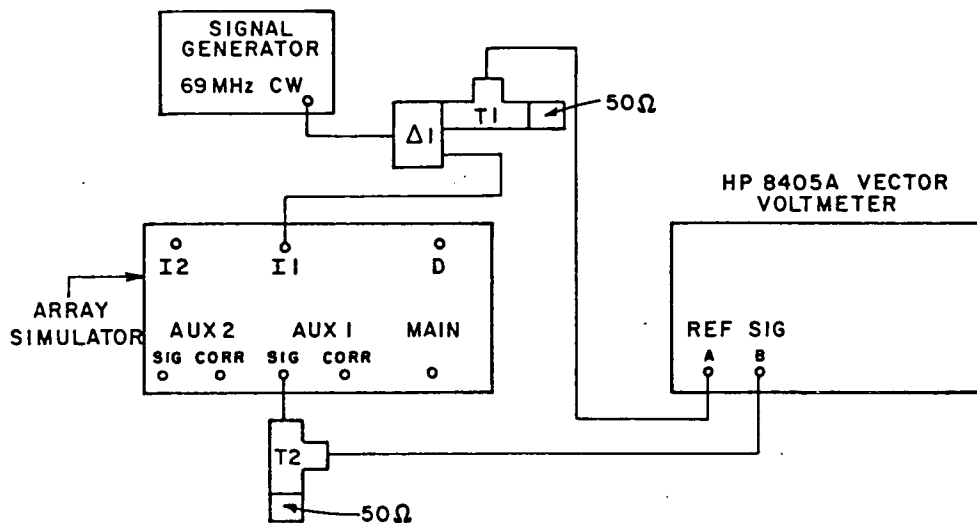 SIGNAL
GENERATOR
69 MHz CW
Δ1
T1
50Ω
HP 8405A VECTOR
VOLTMETER
I2
I1
D
ARRAY
SIMULATOR
AUX 2
AUX 1
MAIN
SIG CORR
SIG CORR
REF SIG
A
B
T2
50Ω